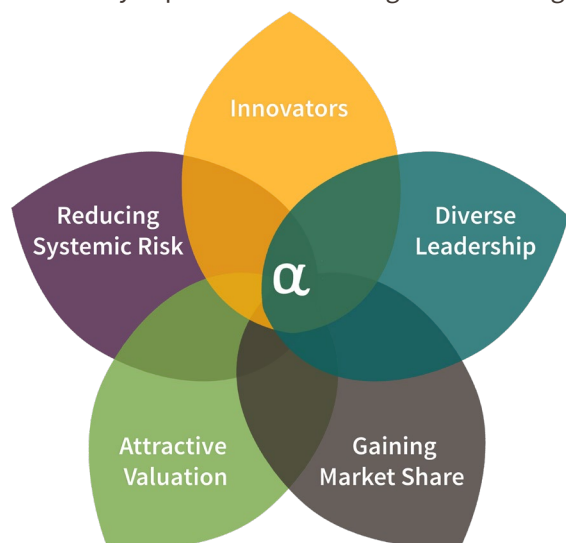 Innovators
Reducing
Systemic Risk
Diverse
Leadership
α
Attractive
Valuation
Gaining
Market Share